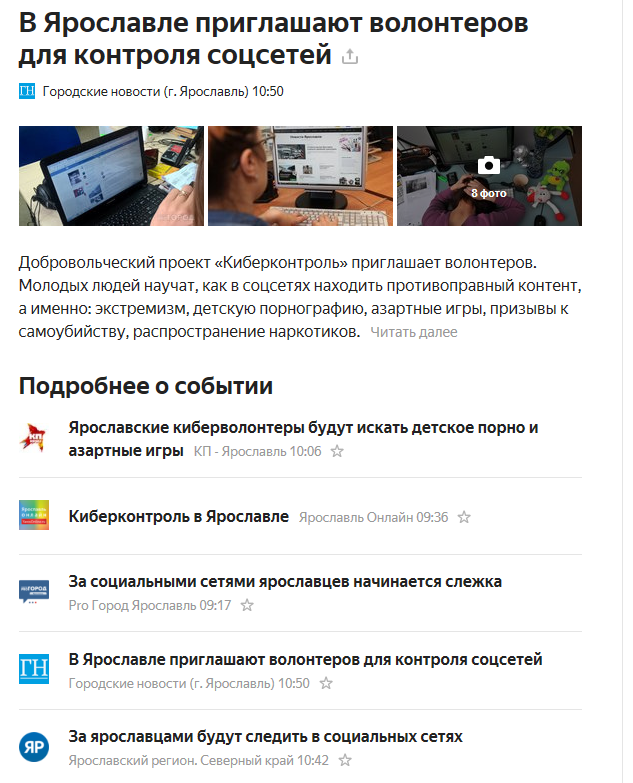 В Ярославле приглашают волонтеров
для контроля соцсетей
ГН Городские новости (г. Ярославль) 10:50
8 фото
Добровольческий проект «Киберконтроль» приглашает волонтеров.
Молодых людей научат, как в соцсетях находить противоправный контент,
а именно: экстремизм, детскую порнографию, азартные игры, призывы к
самоубийству, распространение наркотиков. Читать далее
Подробнее о событии
КП
Ярославские киберволонтеры будут искать детское порно и
азартные игры КП - Ярославль 10:06
Киберконтроль в Ярославле Ярославль Онлайн 09:36
За социальными сетями ярославцев начинается слежка
Pro Город Ярославль 09:17
ГН
В Ярославле приглашают волонтеров для контроля соцсетей
Городские новости (г. Ярославль) 10:50
ЯР
За ярославцами будут следить в социальных сетях
Ярославский регион. Северный край 10:42